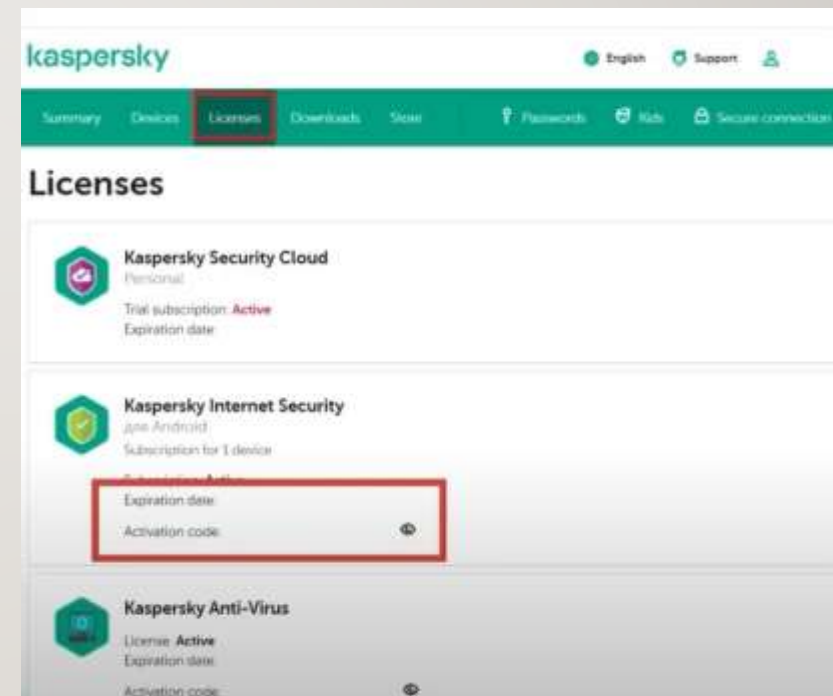 kaspersky
English Support
Summary Devices Licenses Downloads Store Passwords Kids Secure connection
Licenses
Kaspersky Security Cloud
Personal
Trial subscription: Active
Expiration date:
Kaspersky Internet Security
для Android
Subscription for 1 device
Subscription: Active
Expiration date:
Activation code:
Kaspersky Anti-Virus
License: Active
Expiration date:
Activation code: